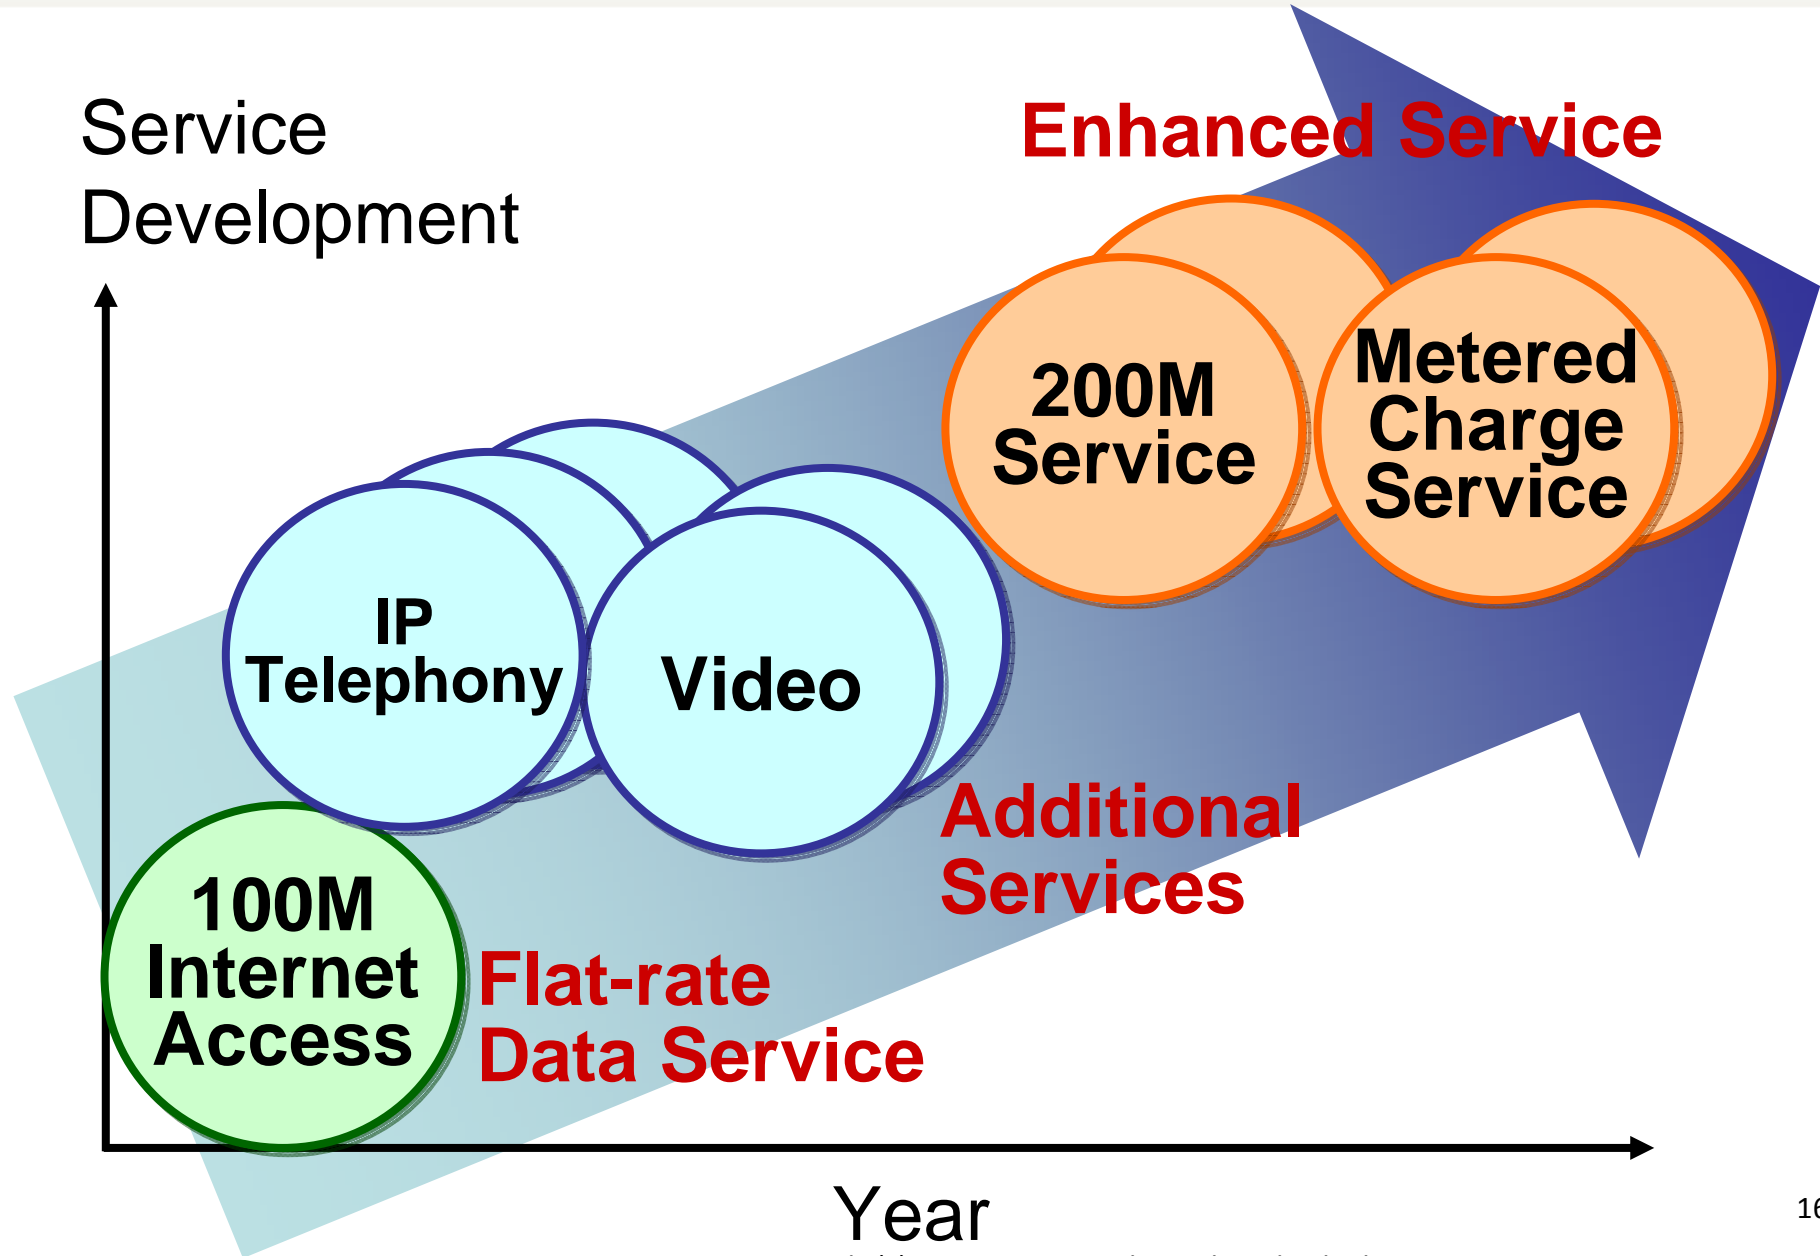 Service
Development
Enhanced Service
200M
Service
Metered
Charge
Service
IP
Telephony
Video
Additional
Services
100M
Internet
Access
Flat-rate
Data Service
Year
16